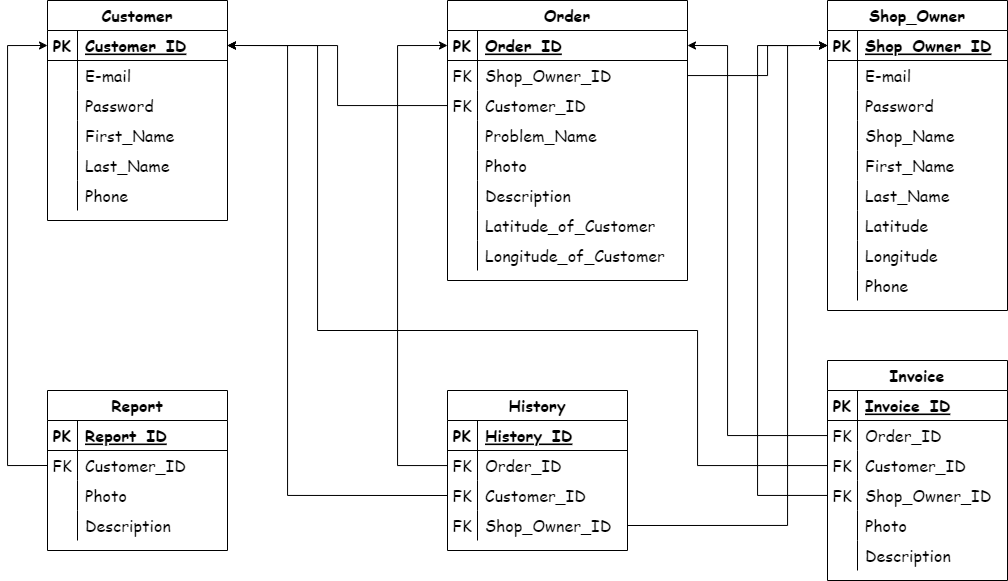 Customer
PK Customer_ID
E-mail
Password
First_Name
Last_Name
Phone
Order
PK Order_ID
FK Shop_Owner_ID
FK Customer_ID
Problem_Name
Photo
Description
Latitude_of_Customer
Longitude_of_Customer
Shop_Owner
PK Shop_Owner_ID
E-mail
Password
Shop_Name
First_Name
Last_Name
Latitude
Longitude
Phone
Report
PK Report_ID
FK Customer_ID
Photo
Description
History
PK History_ID
FK Order_ID
FK Customer_ID
FK Shop_Owner_ID
Invoice
PK Invoice_ID
FK Order_ID
FK Customer_ID
FK Shop_Owner_ID
Photo
Description